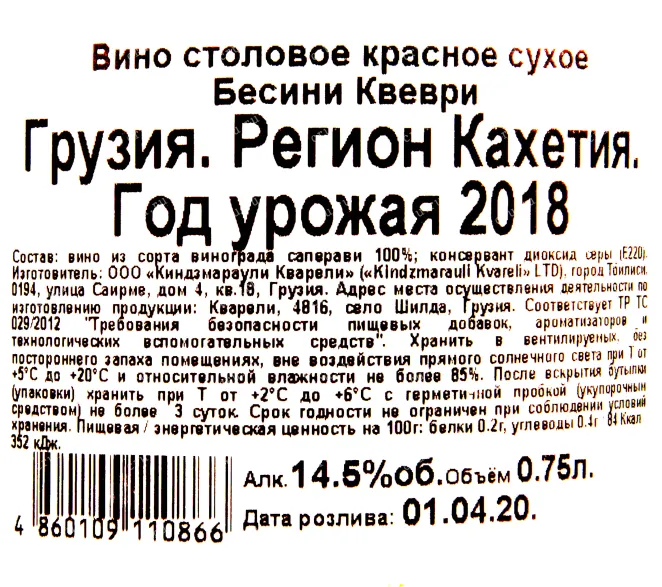 Вино столовое красное сухое
Бесини Квеври
Грузия. Регион Кахетия.
Год урожая 2018
Состав: вино из сорта винограда саперави 100%; консервант диоксид серы (Е220).
Изготовитель: ООО «Киндзмараули Кварели» («Kindzmarauli Kvareli» LTD), город Тбилиси,
0194, улица Саирме, дом 4, кв.18, Грузия. Адрес места осуществления деятельности по
изготовлению продукции: Кварели, 4816, село Шилда, Грузия. Соответствует ТР ТС
029/2012 "Требования безопасности пищевых добавок, ароматизаторов и
технологических вспомогательных средств". Хранить в вентилируемых, без
постороннего запаха помещениях, вне воздействия прямого солнечного света при Т от
+5°С до +20°С и относительной влажности не более 85%. После вскрытия бутылки
(упаковки) хранить при Т от +2°С до +6°С с герметичной пробкой (укупорочным
средством) не более 3 суток. Срок годности не ограничен при соблюдении условий
хранения. Пищевая / энергетическая ценность на 100г: белки 0.2г, углеводы 0.4г 84 Ккал
352 кДж.
Алк. 14.5%об. Объём 0.75л.
Дата розлива: 01.04.20.
4 860109 110866